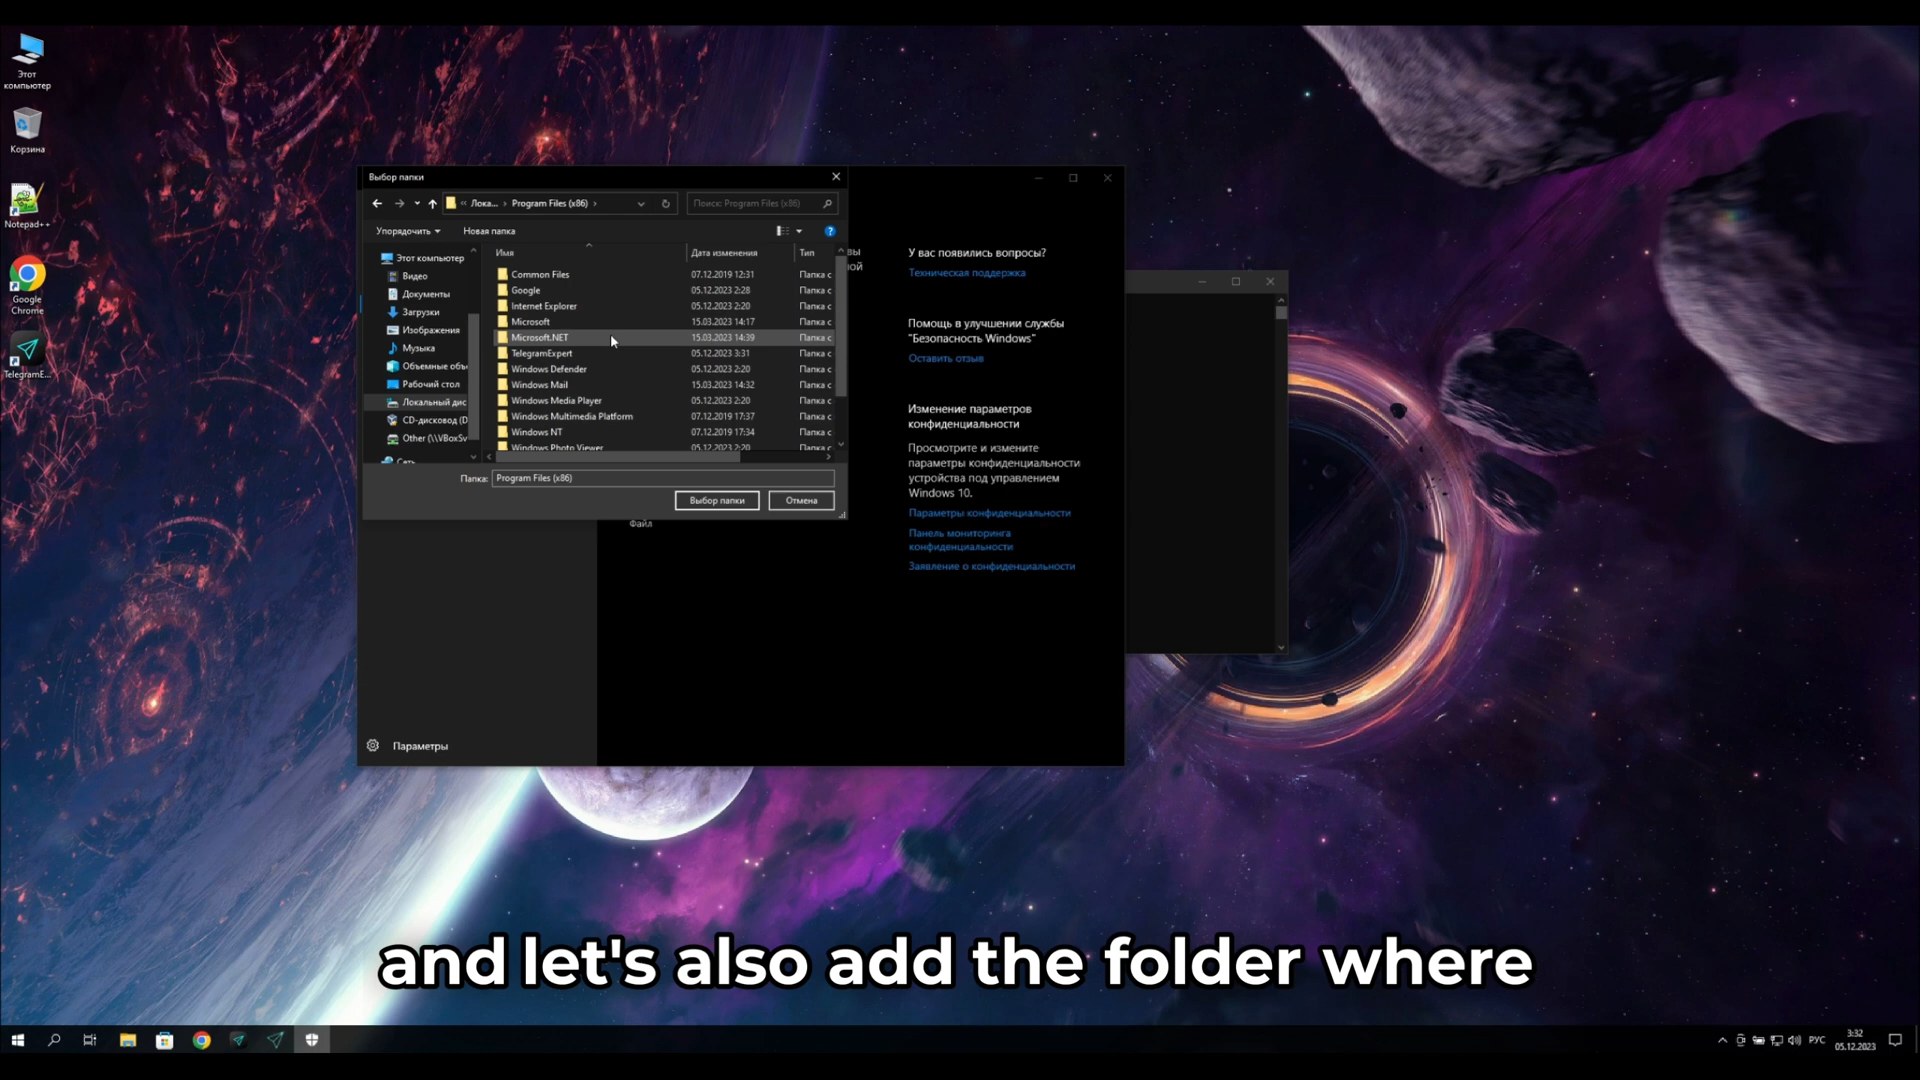 Этот
компьютер
Корзина
Notepad++
Google
Chrome
TelegramE...
Выбор папки
« Лока... › Program Files (x86) ›
Поиск: Program Files (x86)
Упорядочить
Новая папка
Этот компьютер
Видео
Документы
Загрузки
Изображения
Музыка
Объемные объ
Рабочий стол
Локальный дис
CD-дисковод (D
Other (\\VBoxSv
Сеть
Имя Дата изменения Тип
Common Files 07.12.2019 12:31 Папка с
Google 05.12.2023 2:28 Папка с
Internet Explorer 05.12.2023 2:20 Папка с
Microsoft 15.03.2023 14:17 Папка с
Microsoft.NET 15.03.2023 14:39 Папка с
TelegramExpert 05.12.2023 3:31 Папка с
Windows Defender 05.12.2023 2:20 Папка с
Windows Mail 15.03.2023 14:32 Папка с
Windows Media Player 05.12.2023 2:20 Папка с
Windows Multimedia Platform 07.12.2019 17:37 Папка с
Windows NT 07.12.2019 17:34 Папка с
Windows Photo Viewer 05.12.2023 2:20 Папка с
Папка: Program Files (x86)
Выбор папки Отмена
вы
ной
Файл
У вас появились вопросы?
Техническая поддержка
Помощь в улучшении службы
"Безопасность Windows"
Оставить отзыв
Изменение параметров
конфиденциальности
Просмотрите и измените
параметры конфиденциальности
устройства под управлением
Windows 10.
Параметры конфиденциальности
Панель мониторинга
конфиденциальности
Заявление о конфиденциальности
Параметры
and let's also add the folder where
РУС
3:32
05.12.2023